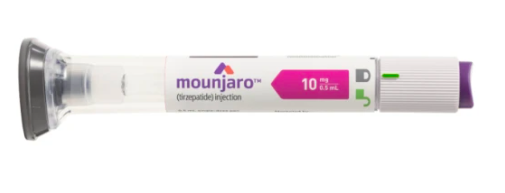 mounjaro™
(tirzepatide) injection
10 mg
0.5 mL